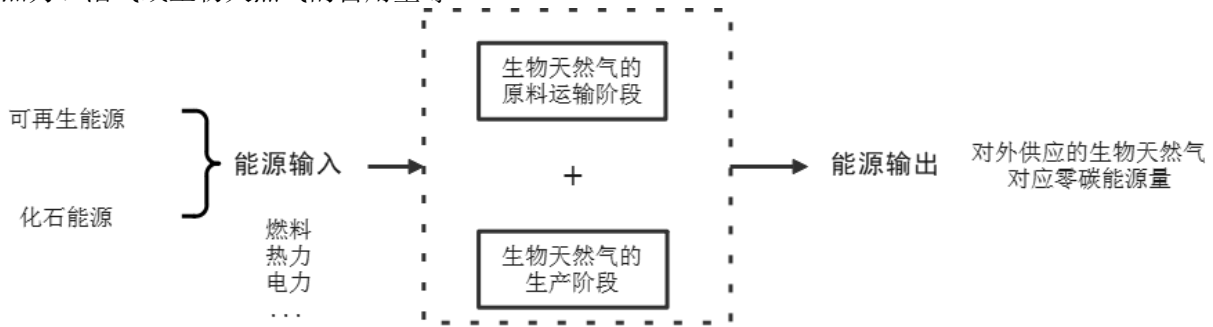 生物天然气的
原料运输阶段
可再生能源
能源输入
+
能源输出
对外供应的生物天然气
对应零碳能源量
化石能源
燃料
热力
电力
...
生物天然气的
生产阶段